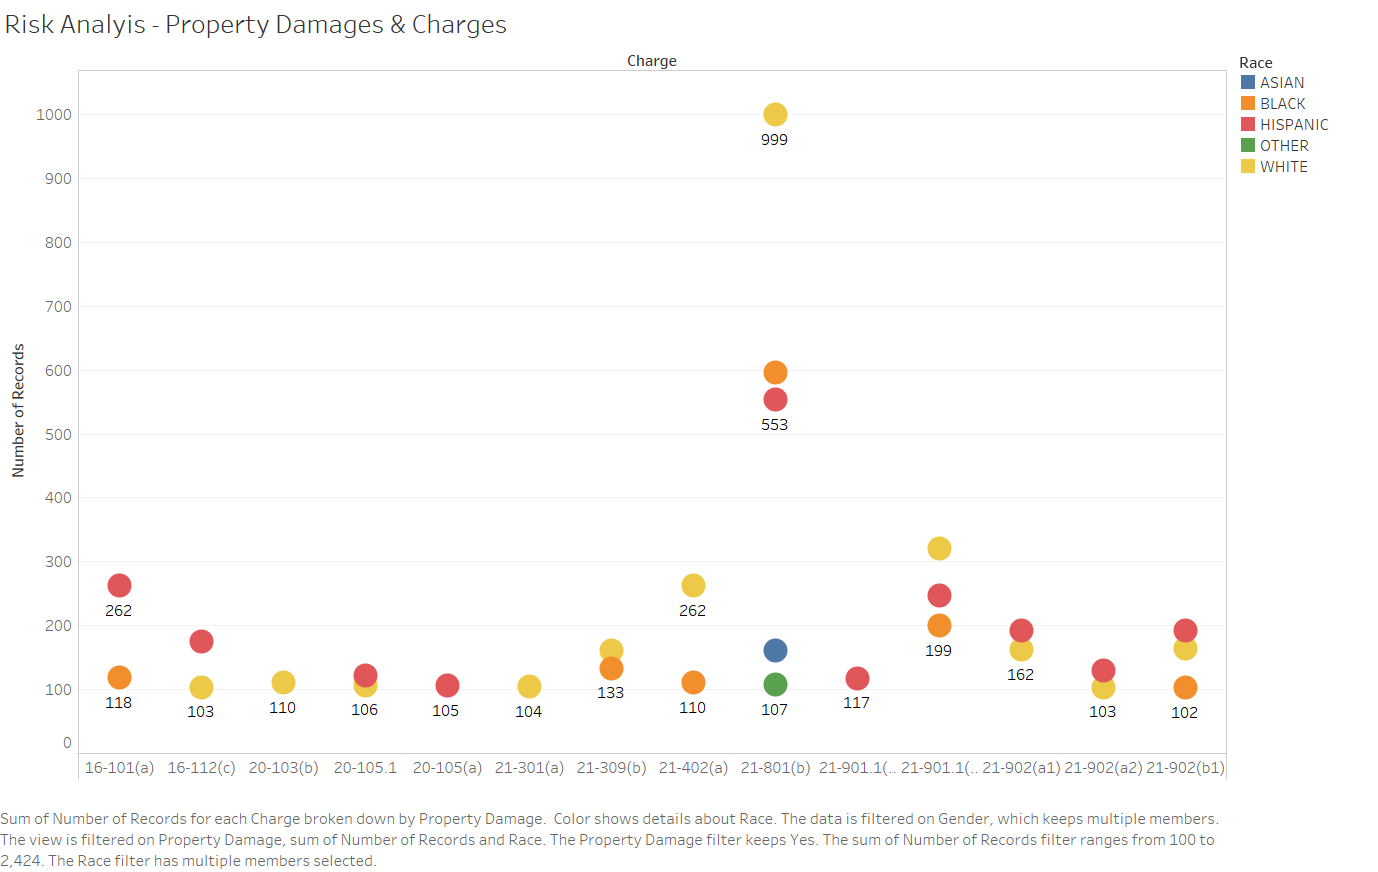 Risk Analyis - Property Damages & Charges
Charge
Race
ASIAN
BLACK
HISPANIC
OTHER
WHITE
Number of Records
1000
900
800
700
600
500
400
300
200
100
0
999
553
262
262
199
162
133
118
103
110
106
105
104
110
107
117
103
102
16-101(a)
16-112(c)
20-103(b)
20-105.1
20-105(a)
21-301(a)
21-309(b)
21-402(a)
21-801(b)
21-901.1(..
21-901.1(..
21-902(a1)
21-902(a2)
21-902(b1)
Sum of Number of Records for each Charge broken down by Property Damage.  Color shows details about Race. The data is filtered on Gender, which keeps multiple members.
The view is filtered on Property Damage, sum of Number of Records and Race. The Property Damage filter keeps Yes. The sum of Number of Records filter ranges from 100 to
2,424. The Race filter has multiple members selected.